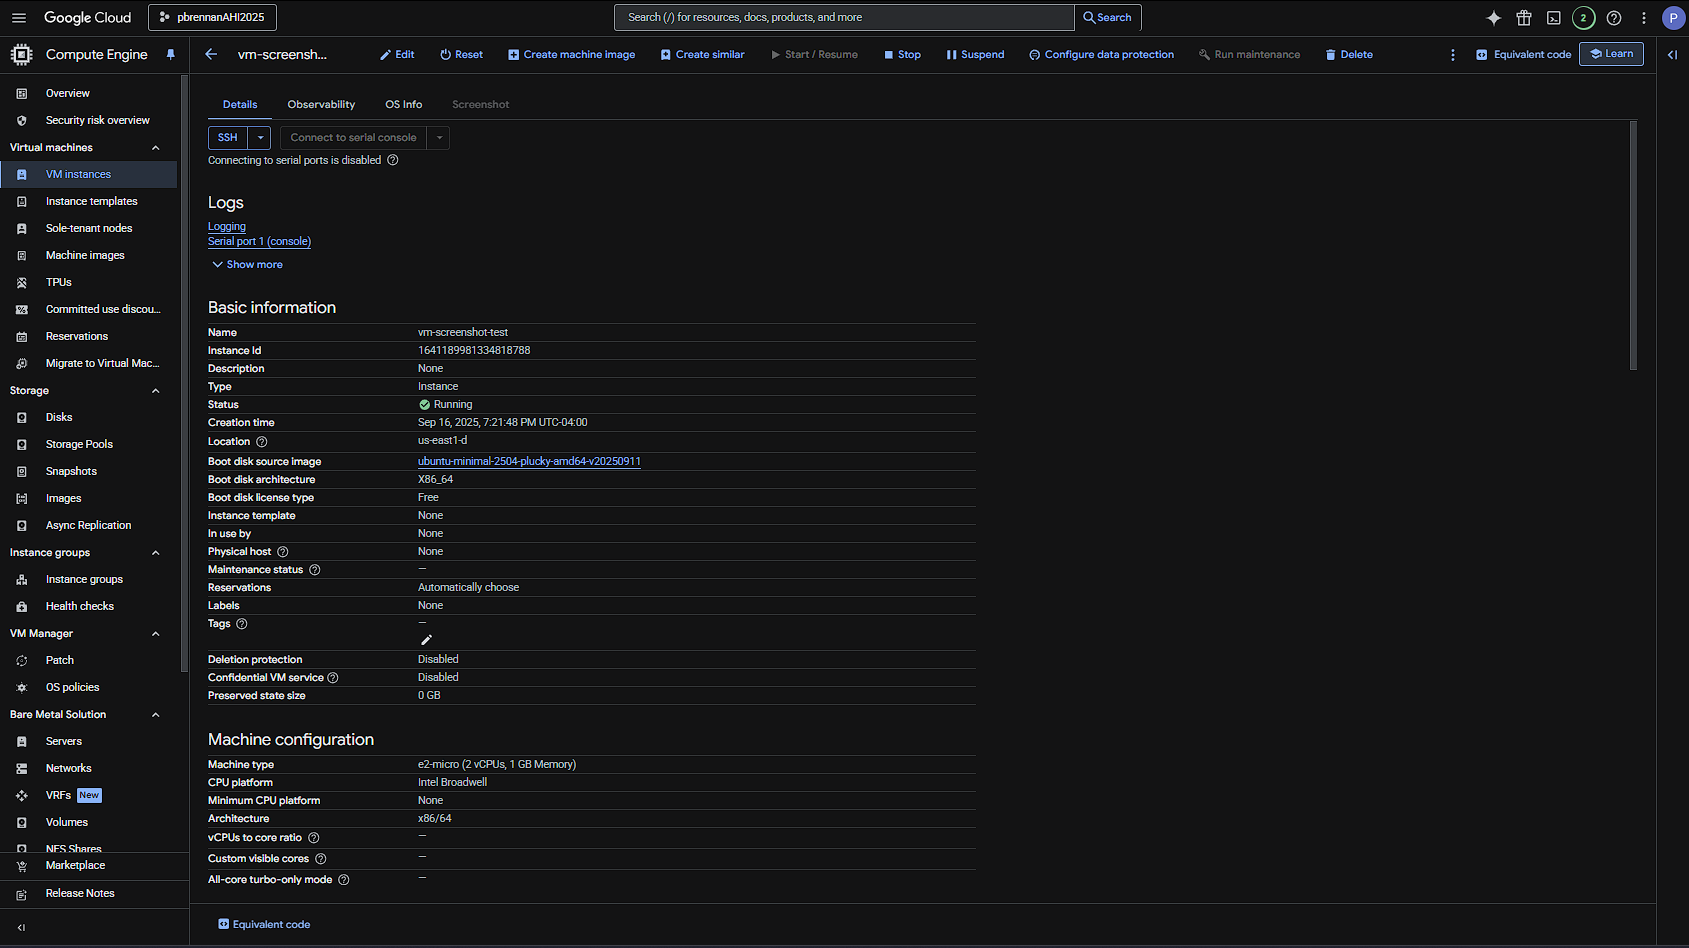 Google Cloud
pbrennanAHI2025
Search (/) for resources, docs, products, and more
Search
2
P
Compute Engine
vm-screensh...
Edit
Reset
Create machine image
Create similar
Start / Resume
Stop
Suspend
Configure data protection
Run maintenance
Delete
Equivalent code
Learn
Overview
Security risk overview
Virtual machines
VM instances
Instance templates
Sole-tenant nodes
Machine images
TPUs
Committed use discou...
Reservations
Migrate to Virtual Mac...
Storage
Disks
Storage Pools
Snapshots
Images
Async Replication
Instance groups
Instance groups
Health checks
VM Manager
Patch
OS policies
Bare Metal Solution
Servers
Networks
VRFs New
Volumes
NFS Shares
Marketplace
Release Notes
Details
Observability
OS Info
Screenshot
SSH
Connect to serial console
Connecting to serial ports is disabled
Logs
Logging
Serial port 1 (console)
Show more
Basic information
Name vm-screenshot-test
Instance Id 1641189981334818788
Description None
Type Instance
Status Running
Creation time Sep 16, 2025, 7:21:48 PM UTC-04:00
Location us-east1-d
Boot disk source image ubuntu-minimal-2504-plucky-amd64-v20250911
Boot disk architecture X86_64
Boot disk license type Free
Instance template None
In use by None
Physical host None
Maintenance status —
Reservations Automatically choose
Labels None
Tags —
Deletion protection Disabled
Confidential VM service Disabled
Preserved state size 0 GB
Machine configuration
Machine type e2-micro (2 vCPUs, 1 GB Memory)
CPU platform Intel Broadwell
Minimum CPU platform None
Architecture x86/64
vCPUs to core ratio —
Custom visible cores —
All-core turbo-only mode —
Equivalent code